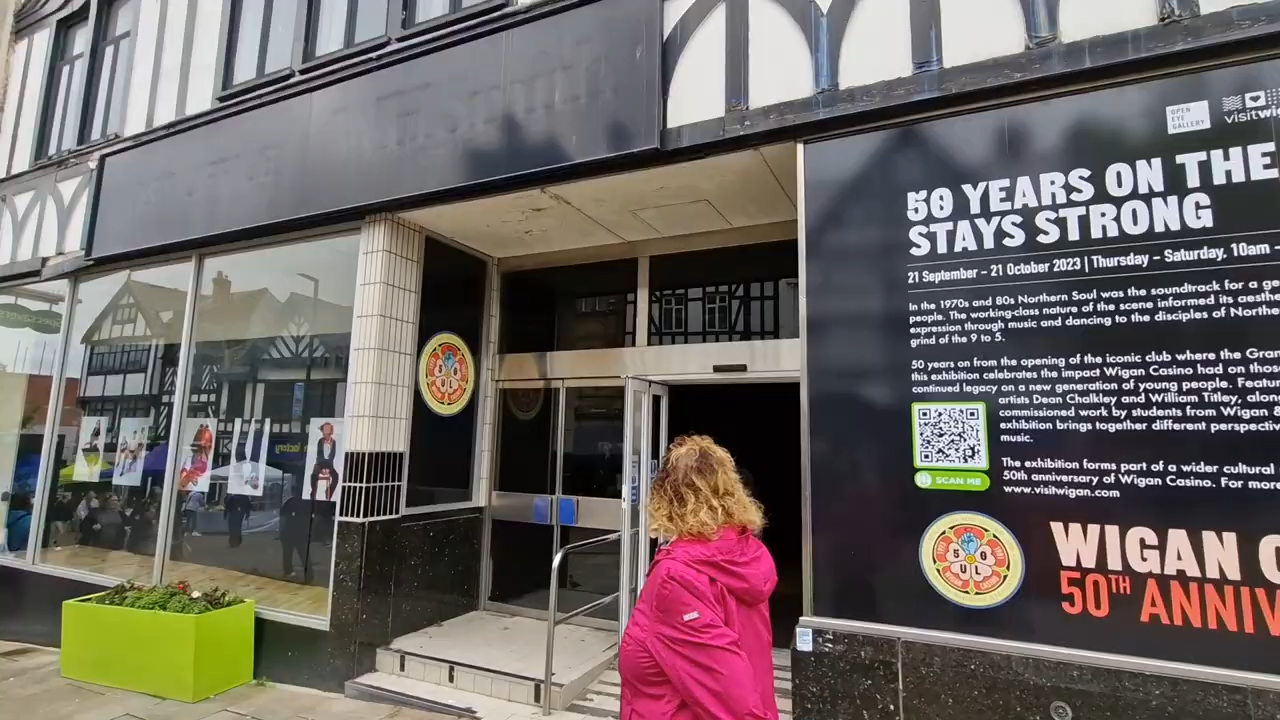 OPEN
EYE
GALLERY
visitwig
50 YEARS ON THE
STAYS STRONG
21 September – 21 October 2023 | Thursday – Saturday, 10am –
In the 1970s and 80s Northern Soul was the soundtrack for a ge
people. The working-class nature of the scene informed its aesthe
expression through music and dancing to the disciples of Northe
grind of the 9 to 5.
50 years on from the opening of the iconic club where the Gran
this exhibition celebrates the impact Wigan Casino had on those
continued legacy on a new generation of young people. Featur
artists Dean Chalkley and William Titley, along
commissioned work by students from Wigan &
exhibition brings together different perspectiv
music.
The exhibition forms part of a wider cultural
50th anniversary of Wigan Casino. For more
www.visitwigan.com
SCAN ME
50
UL
WIGAN C
50TH ANNIV